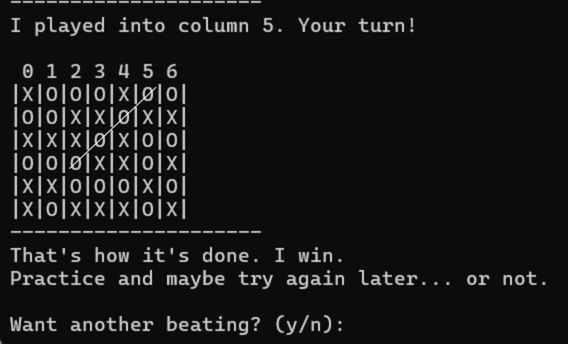 ---------------------
I played into column 5. Your turn!
0 1 2 3 4 5 6
|X|O|O|O|X|O|O|
|O|O|X|X|O|X|X|
|X|X|X|O|X|O|O|
|O|O|O|X|X|O|X|
|X|X|O|O|O|X|O|
|X|O|X|X|X|O|X|
---------------------
That's how it's done. I win.
Practice and maybe try again later... or not.
Want another beating? (y/n):